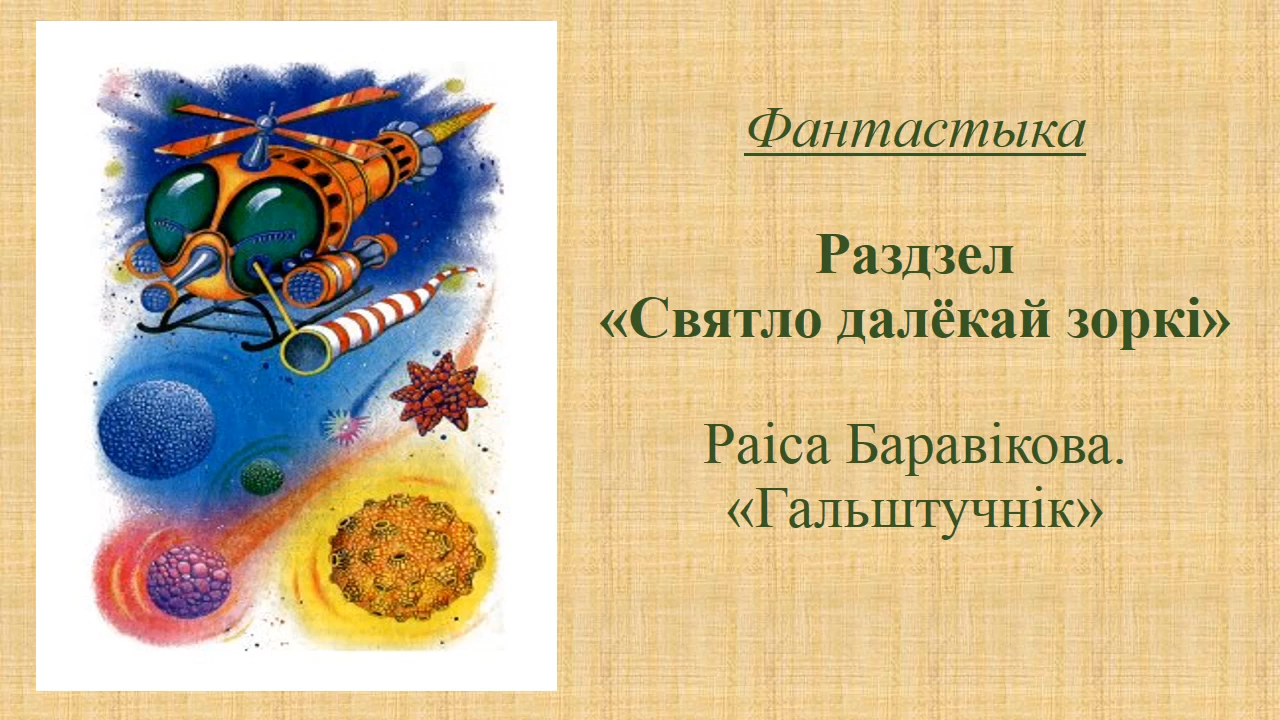 Фантастыка
Раздзел
«Святло далёкай зоркі»
Раіса Баравікова.
«Гальштучнік»